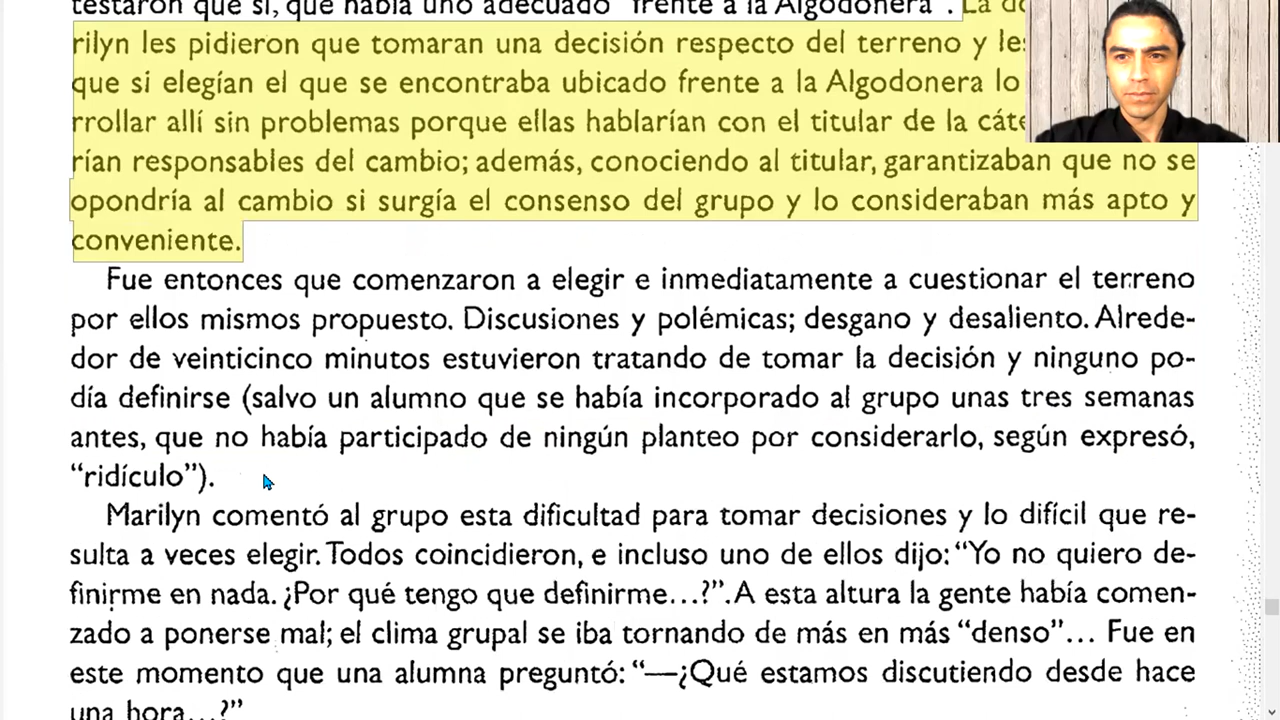 testaron que sí, que había uno adecuado "frente a la Algodonera". La
rilyn les pidieron que tomaran una decisión respecto del terreno y
que si elegían el que se encontraba ubicado frente a la Algodonera lo
rrollar allí sin problemas porque ellas hablarían con el titular de la
rían responsables del cambio; además, conociendo al titular, garantizaban que no se
opondría al cambio si surgía el consenso del grupo y lo consideraban más apto y
conveniente.
Fue entonces que comenzaron a elegir e inmediatamente a cuestionar el terreno
por ellos mismos propuesto. Discusiones y polémicas; desgano y desaliento. Alrede-
dor de veinticinco minutos estuvieron tratando de tomar la decisión y ninguno po-
día definirse (salvo un alumno que se había incorporado al grupo unas tres semanas
antes, que no había participado de ningún planteo por considerarlo, según expresó,
"ridículo").
Marilyn comentó al grupo esta dificultad para tomar decisiones y lo difícil que re-
sulta a veces elegir. Todos coincidieron, e incluso uno de ellos dijo: "Yo no quiero de-
finirme en nada. ¿Por qué tengo que definirme...?". A esta altura la gente había comen-
zado a ponerse mal; el clima grupal se iba tornando de más en más "denso"... Fue en
este momento que una alumna preguntó: "—¿Qué estamos discutiendo desde hace
una hora...?"